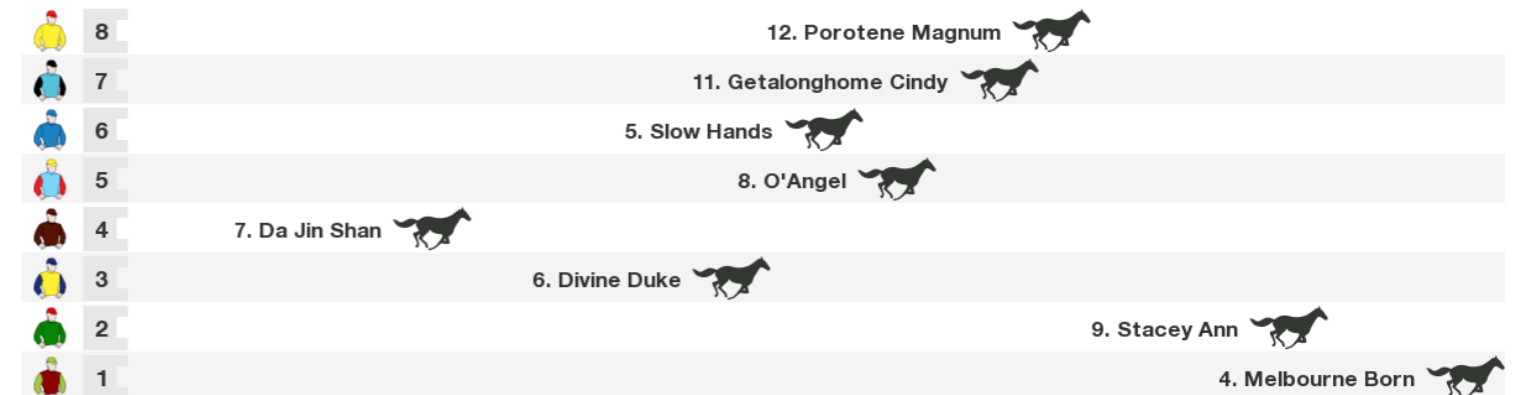 8 12. Porotene Magnum
7 11. Getalonghome Cindy
6 5. Slow Hands
5 8. O'Angel
4 7. Da Jin Shan
3 6. Divine Duke
2 9. Stacey Ann
1 4. Melbourne Born